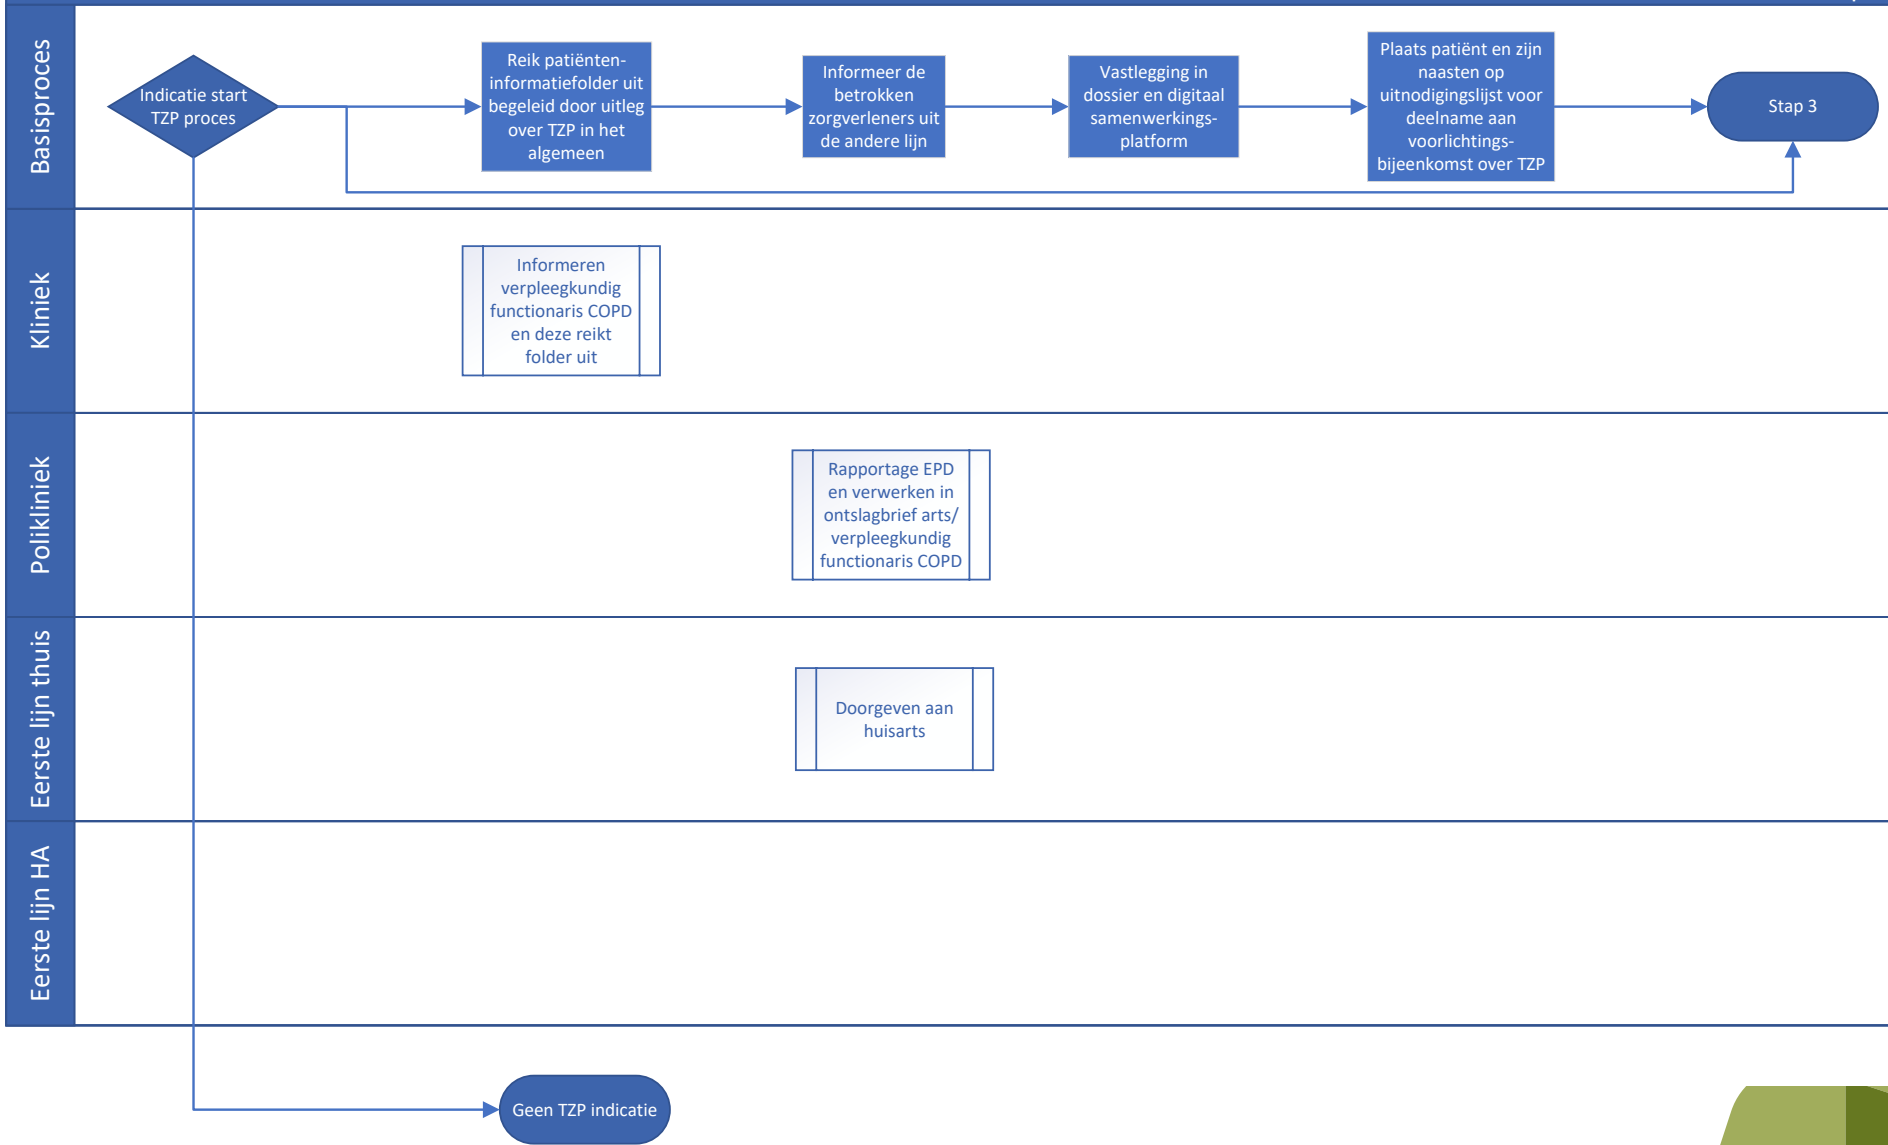 Basisproces
Indicatie start
TZP proces
Reik patiënten-
informatiefolder uit
begeleid door uitleg
over TZP in het
algemeen
Informeer de
betrokken
zorgverleners uit
de andere lijn
Vastlegging in
dossier en digitaal
samenwerkings-
platform
Plaats patiënt en zijn
naasten op
uitnodigingslijst voor
deelname aan
voorlichtings-
bijeenkomst over TZP
Stap 3
Kliniek
Informeren
verpleegkundig
functionaris COPD
en deze reikt
folder uit
Polikliniek
Rapportage EPD
en verwerken in
ontslagbrief arts/
verpleegkundig
functionaris COPD
Eerste lijn thuis
Doorgeven aan
huisarts
Eerste lijn HA
Geen TZP indicatie